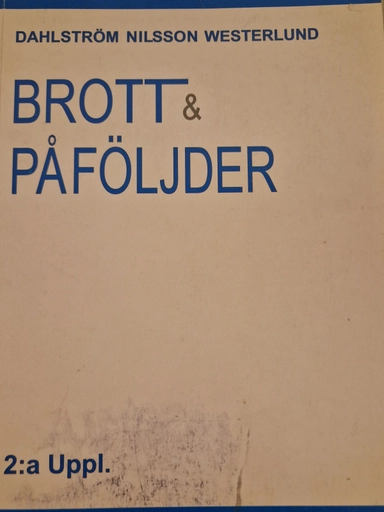 DAHLSTRÖM NILSSON WESTERLUND
BROTT &
PÅFÖLJDER
2:a Uppl.